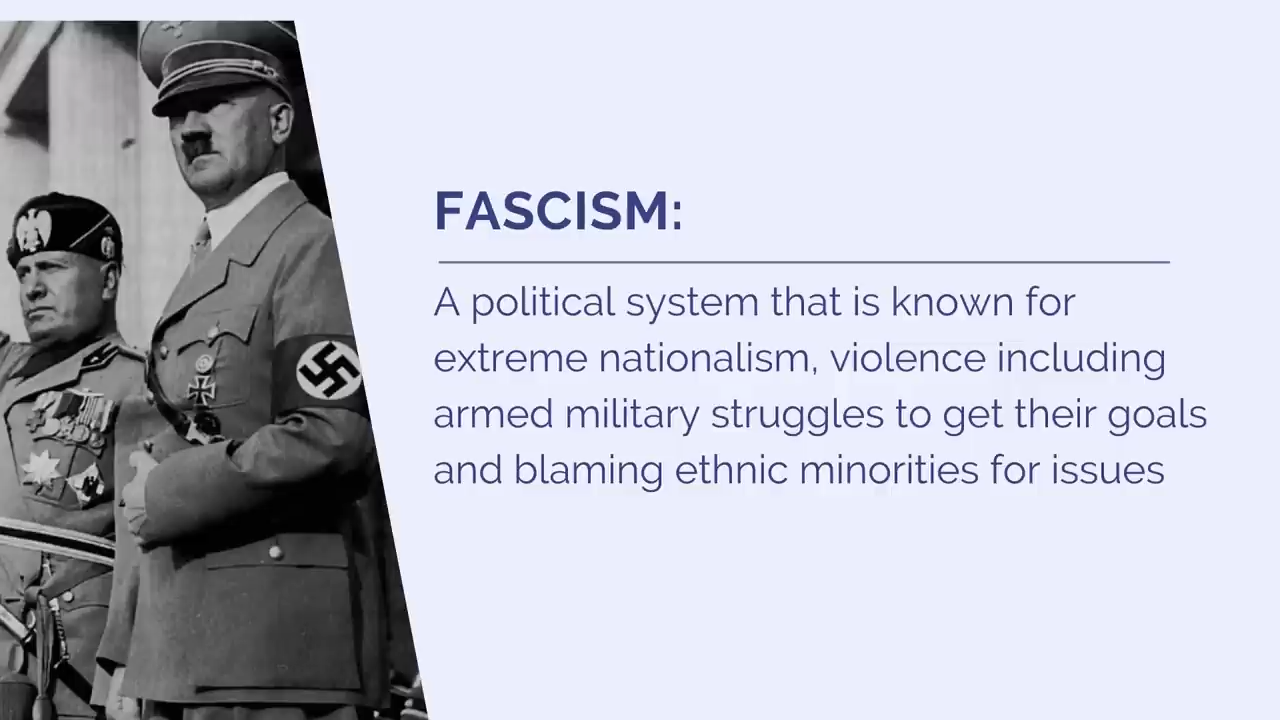 FASCISM:
A political system that is known for
extreme nationalism, violence including
armed military struggles to get their goals
and blaming ethnic minorities for issues